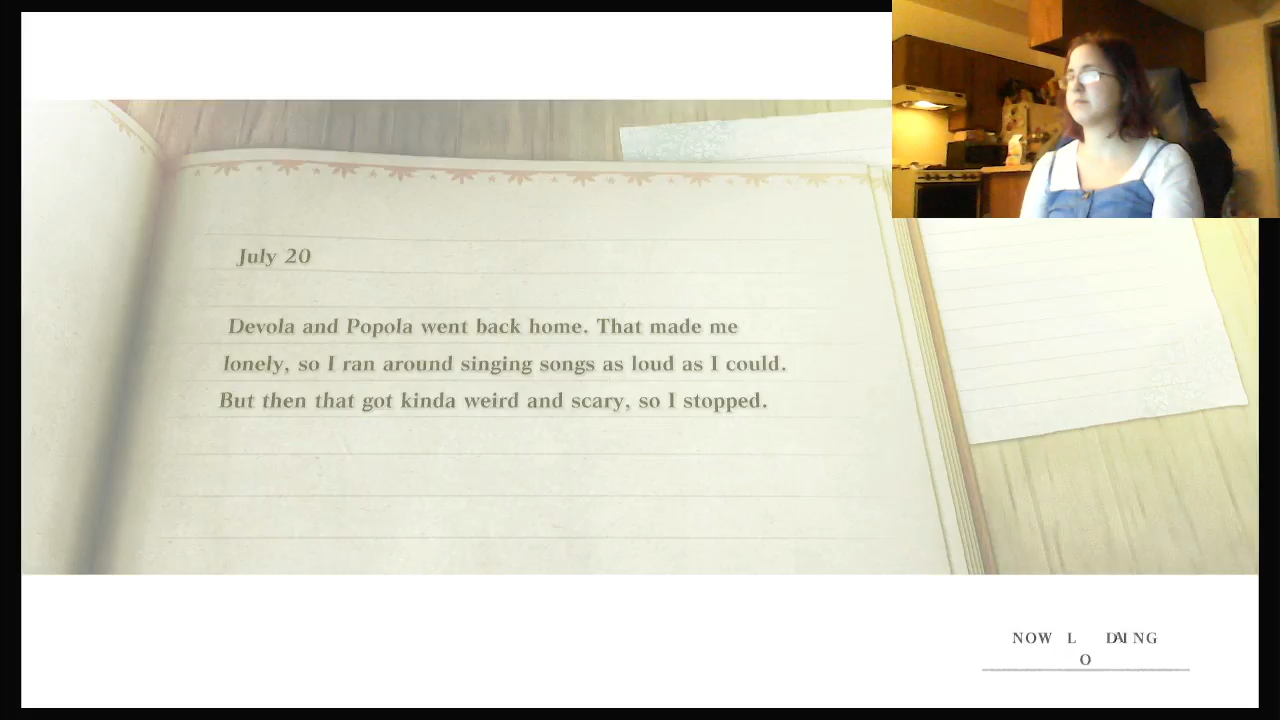 July 20
Devola and Popola went back home. That made me
lonely, so I ran around singing songs as loud as I could.
But then that got kinda weird and scary, so I stopped.
NOW LOADING